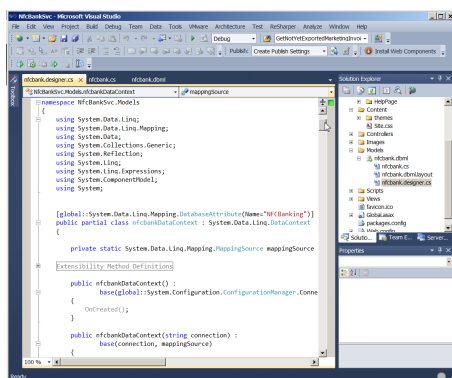 NfcBankSvc - Microsoft Visual Studio
File Edit View Project Build Debug Team Data Tools VMware Architecture Test ReSharper Analyze Window Help
Debug GetNotYetExportedMarketingInvoi
Publish: Create Publish Settings Install Web Components
nfcbank.designer.cs nfcbank.cs nfcbank.dbml
NfcBankSvc.Models.nfcbankDataContext mappingSource
Toolbox
namespace NfcBankSvc.Models
{
using System.Data.Linq;
using System.Data.Linq.Mapping;
using System.Data;
using System.Collections.Generic;
using System.Reflection;
using System.Linq;
using System.Linq.Expressions;
using System.ComponentModel;
using System;
[global::System.Data.Linq.Mapping.DatabaseAttribute(Name="NFCBanking")]
public partial class nfcbankDataContext : System.Data.Linq.DataContext
{
private static System.Data.Linq.Mapping.MappingSource mappingSource
Extensibility Method Definitions
public nfcbankDataContext() :
base(global::System.Configuration.ConfigurationManager.Conne
{
OnCreated();
}
public nfcbankDataContext(string connection) :
base(connection, mappingSource)
{
100 %
Solution Explorer
HelpPage
Content
themes
Site.css
Controllers
Images
Models
nfcbank.dbml
nfcbank.cs
nfcbank.dbml.layout
nfcbank.designer.cs
Scripts
Views
favicon.ico
Global.asax
packages.config
Web.config
Solutio... Team E... Server...
Properties
Ready